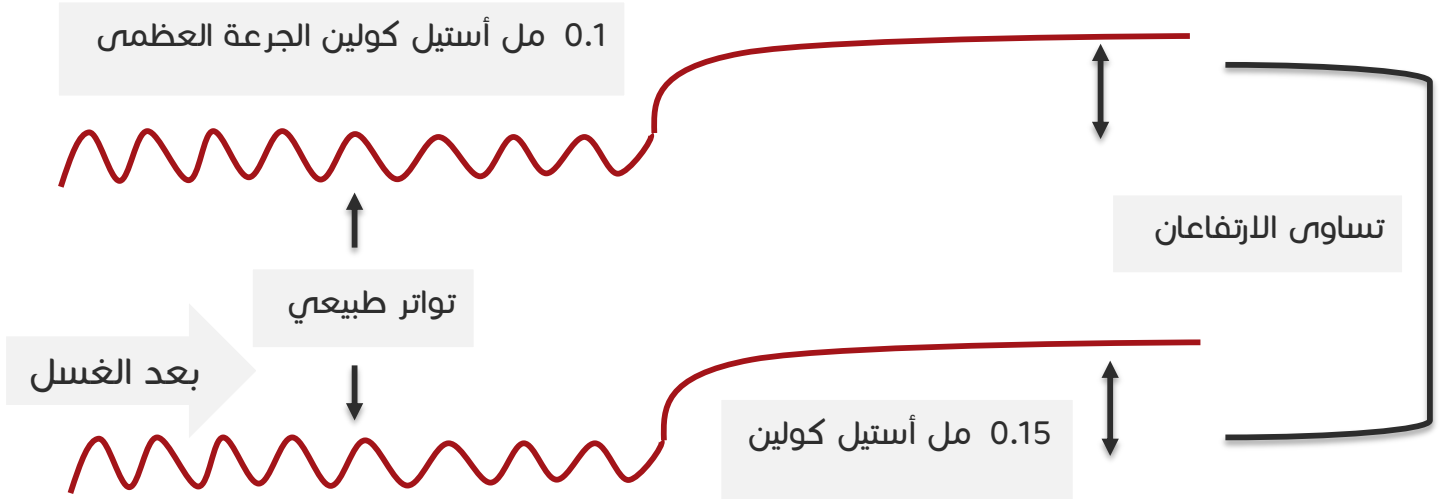 0.1 مل أستيل كولين الجرعة العظمى
تساوى الارتفاعان
تواتر طبيعي
بعد الغسل
0.15 مل أستيل كولين